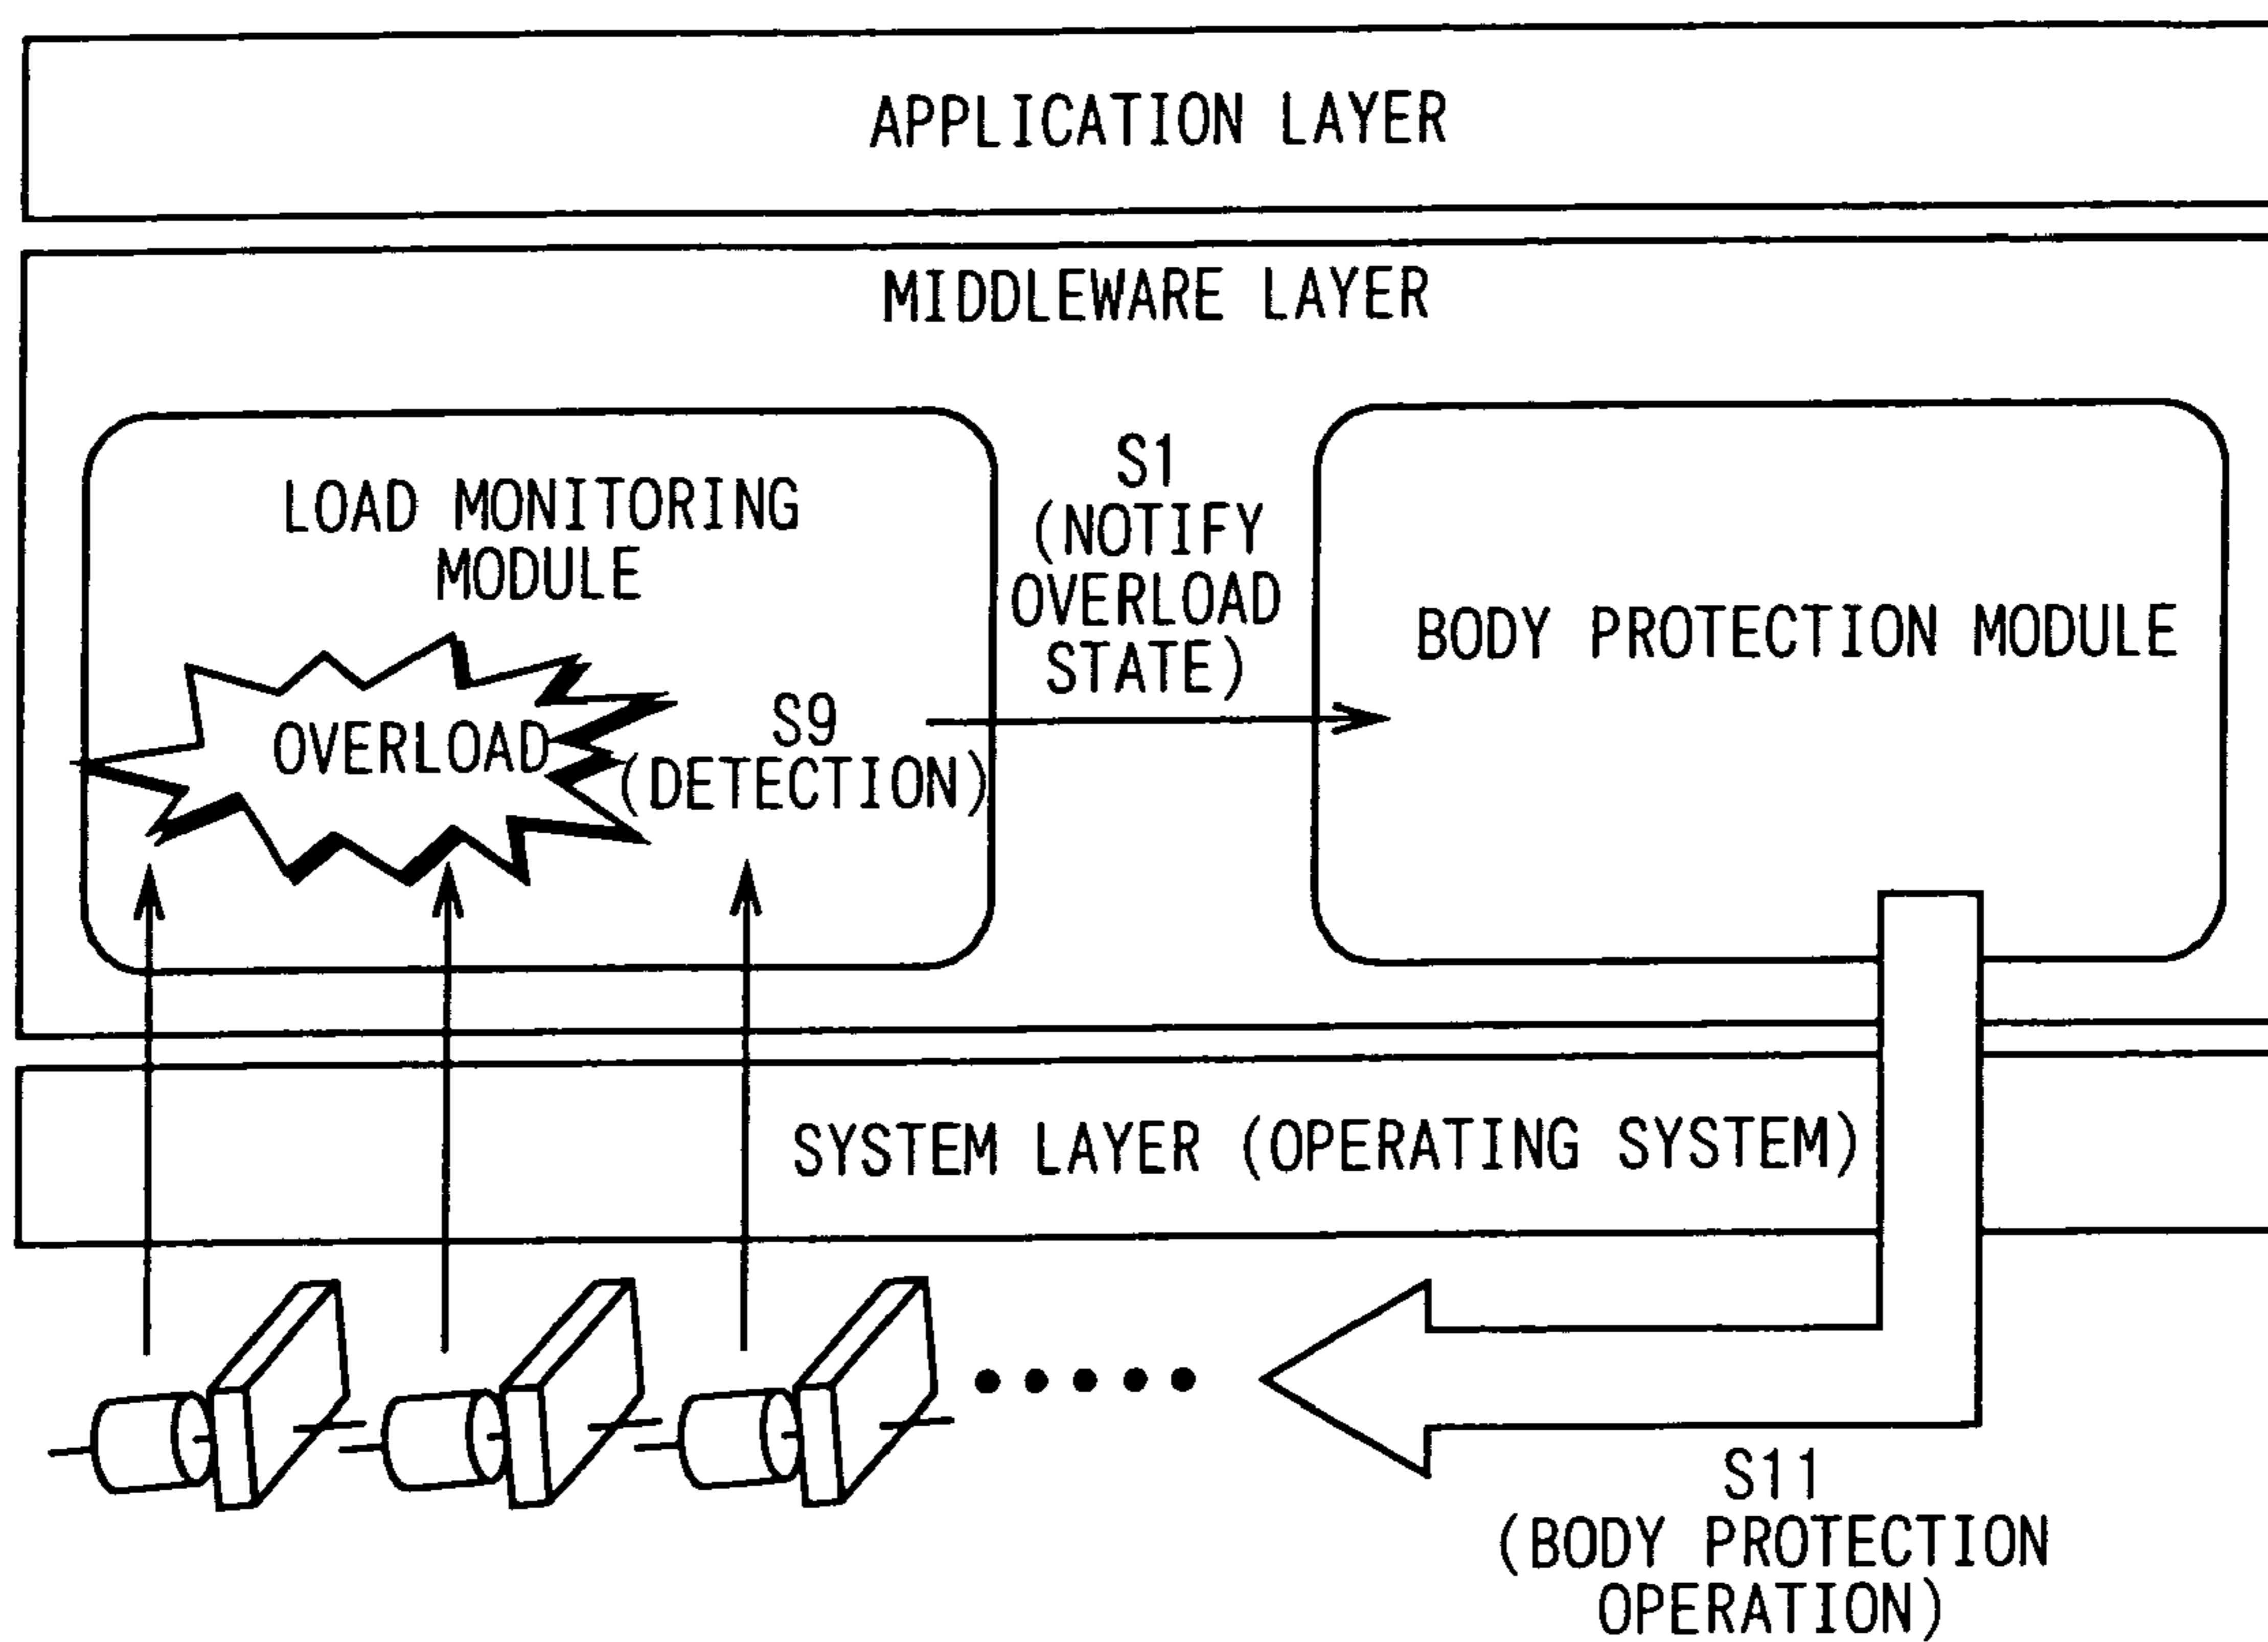 APPLICATION LAYER
MIDDLEWARE LAYER
LOAD MONITORING
MODULE
OVERLOAD
S9
(DETECTION)
S1
(NOTIFY
OVERLOAD
STATE)
BODY PROTECTION MODULE
SYSTEM LAYER (OPERATING SYSTEM)
S11
(BODY PROTECTION
OPERATION)